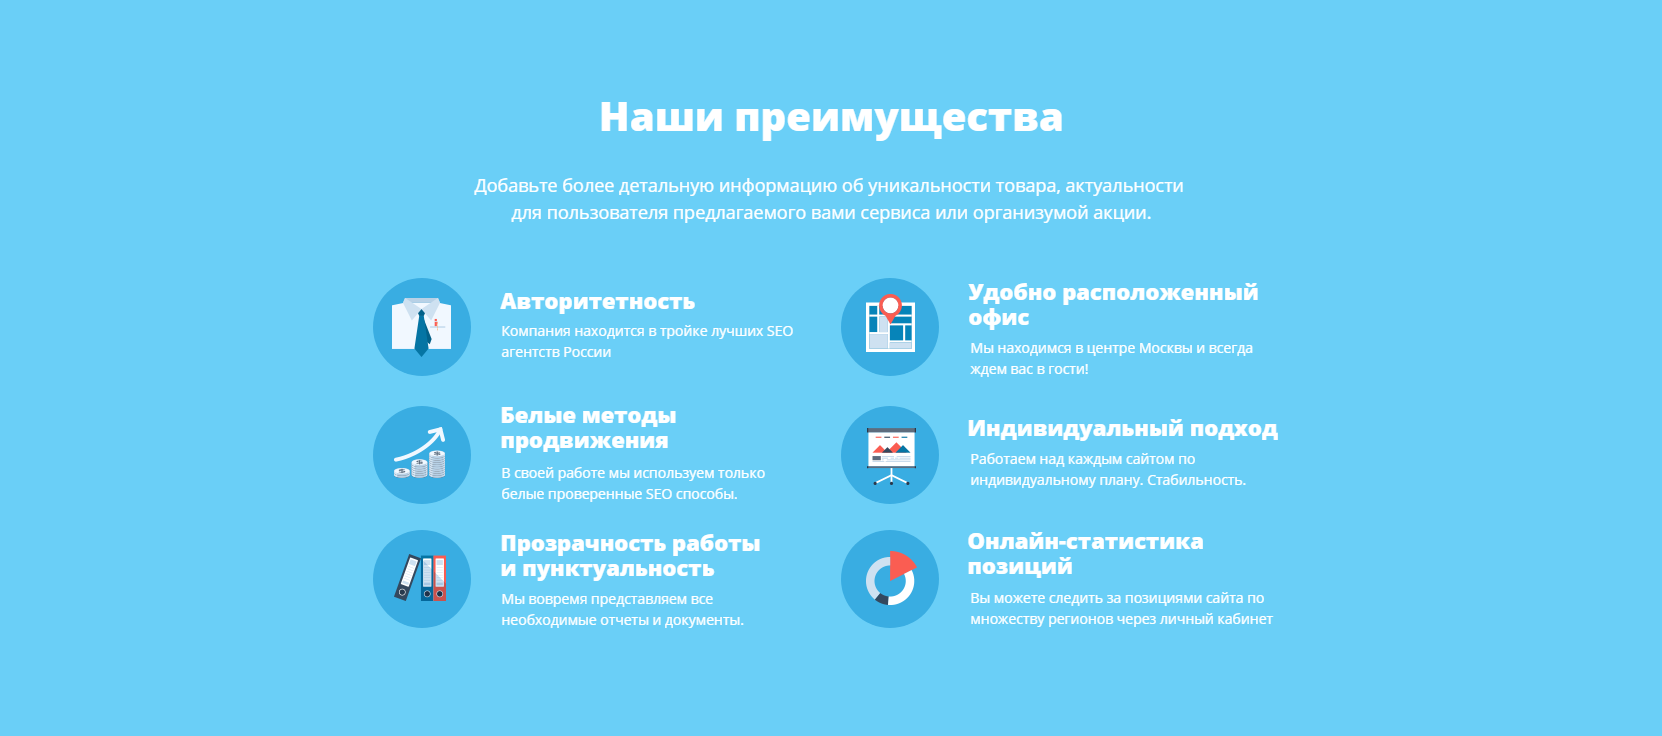 Наши преимущества
Добавьте более детальную информацию об уникальности товара, актуальности
для пользователя предлагаемого вами сервиса или организумой акции.
Авторитетность
Компания находится в тройке лучших SEO
агентств России
Удобно расположенный
офис
Мы находимся в центре Москвы и всегда
ждем вас в гости!
Белые методы
продвижения
В своей работе мы используем только
белые проверенные SEO способы.
Индивидуальный подход
Работаем над каждым сайтом по
индивидуальному плану. Стабильность.
Прозрачность работы
и пунктуальность
Мы вовремя представляем все
необходимые отчеты и документы.
Онлайн-статистика
позиций
Вы можете следить за позициями сайта по
множеству регионов через личный кабинет